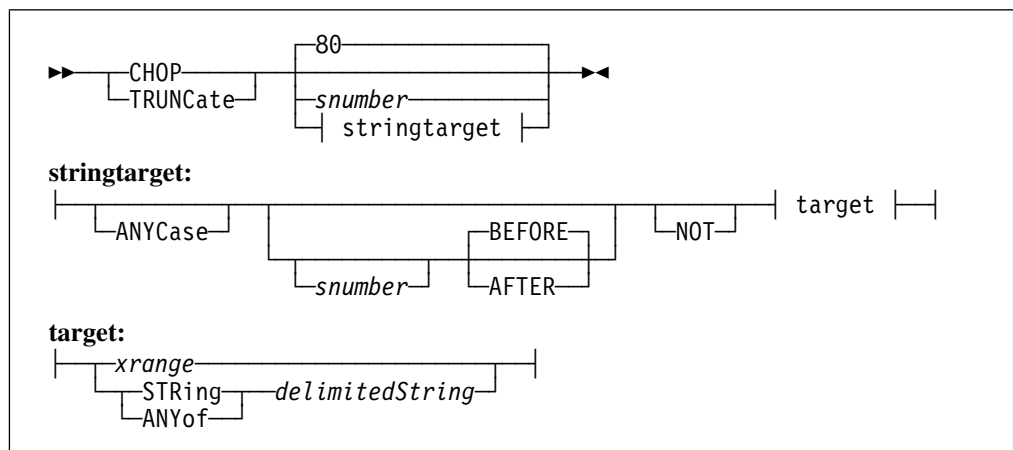 80
CHOP
TRUNCate
snumber
stringtarget
stringtarget:
ANYCase
BEFORE
NOT
target
snumber
AFTER
target:
xrange
STRing delimitedString
ANYof